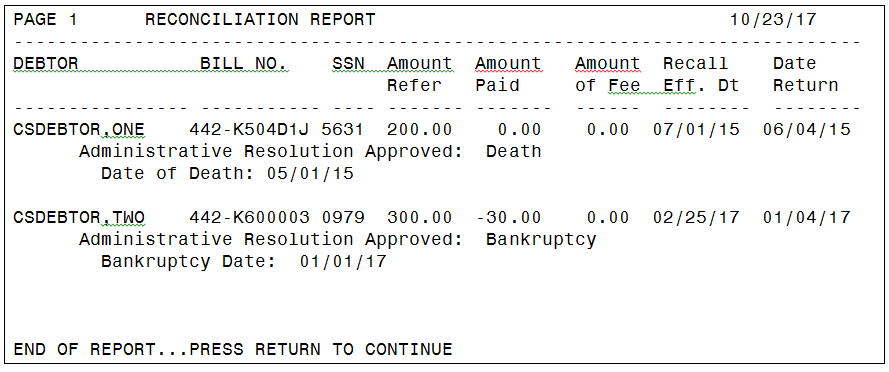 PAGE 1 RECONCILIATION REPORT 10/23/17
-----------------------------------------------------------------------------
DEBTOR BILL NO. SSN Amount Amount Amount Recall Date
Refer Paid of Fee Eff. Dt Return
---------------- ----------- ---- ------- ------- ------- -------- --------
CSDEBTOR,ONE 442-K504D1J 5631 200.00 0.00 0.00 07/01/15 06/04/15
Administrative Resolution Approved: Death
Date of Death: 05/01/15
CSDEBTOR,TWO 442-K600003 0979 300.00 -30.00 0.00 02/25/17 01/04/17
Administrative Resolution Approved: Bankruptcy
Bankruptcy Date: 01/01/17
END OF REPORT...PRESS RETURN TO CONTINUE